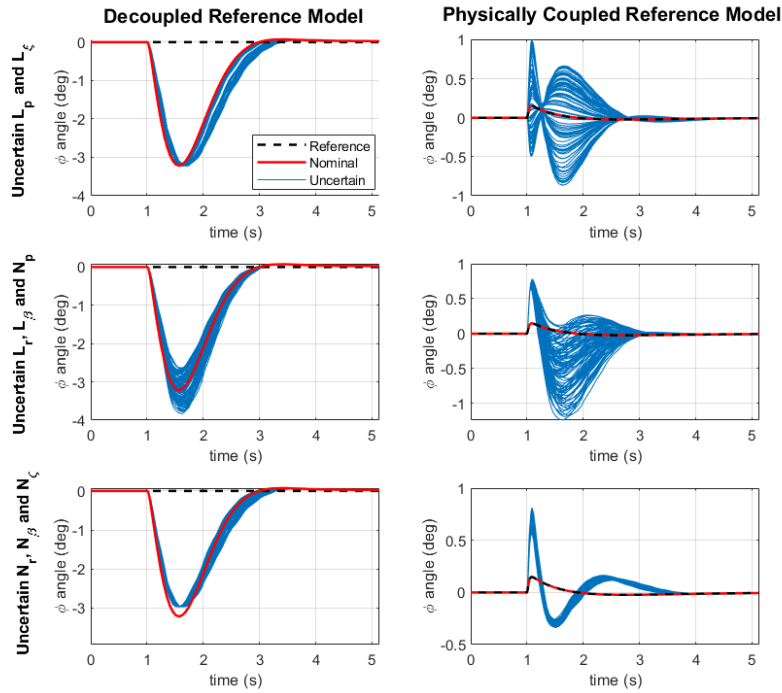 Decoupled Reference Model
Physically Coupled Reference Model
Uncertain Lp and Lξ
ϕ angle (deg)
0
-1
-2
-3
-4
Reference
Nominal
Uncertain
0 1 2 3 4 5
time (s)
ϕ angle (deg)
1
0.5
0
-0.5
-1
0 1 2 3 4 5
time (s)
Uncertain Lr, Lβ and Np
ϕ angle (deg)
0
-1
-2
-3
-4
0 1 2 3 4 5
time (s)
ϕ angle (deg)
1
0.5
0
-0.5
-1
0 1 2 3 4 5
time (s)
Uncertain Nr, Nβ and Nζ
ϕ angle (deg)
0
-1
-2
-3
0 1 2 3 4 5
time (s)
ϕ angle (deg)
1
0.5
0
-0.5
0 1 2 3 4 5
time (s)